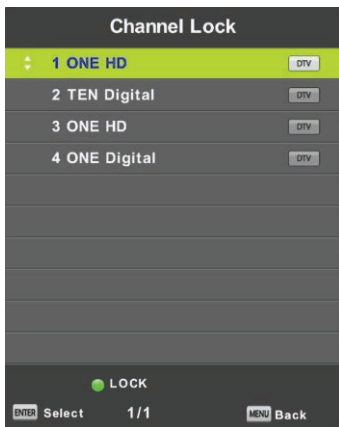 Channel Lock
1 ONE HD DTV
2 TEN Digital DTV
3 ONE HD DTV
4 ONE Digital DTV
LOCK
ENTER Select 1/1 MENU Back